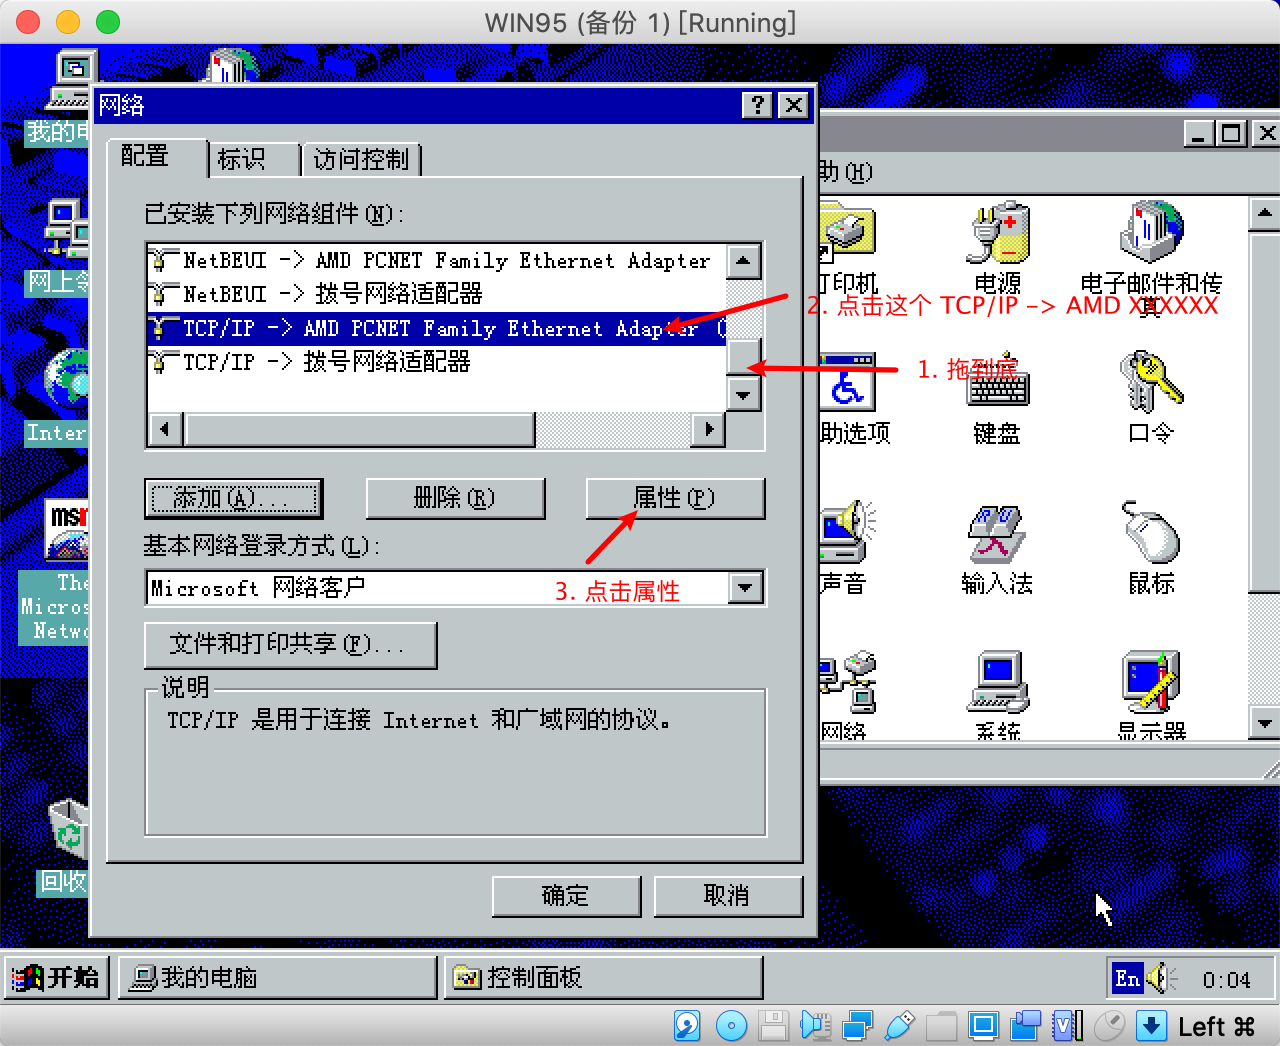 WIN95 (备份 1) [Running]
网络
我的电
配置
标识
访问控制
助(H)
已安装下列网络组件(N):
NetBEUI -> AMD PCNET Family Ethernet Adapter
NetBEUI -> 拨号网络适配器
TCP/IP -> AMD PCNET Family Ethernet Adapter (
TCP/IP -> 拨号网络适配器
2. 点击这个 TCP/IP -> AMD XXXXXX
1. 拖到底
打印机
电源
电子邮件和传
真
网上邻
Inter
助选项
键盘
口令
添加(A)...
删除(R)
属性(P)
基本网络登录方式(L):
Microsoft 网络客户
3. 点击属性
文件和打印共享(F)...
msn
The
Micros
Netwo
声音
输入法
鼠标
说明
TCP/IP 是用于连接 Internet 和广域网的协议。
网络
系统
显示器
回收
确定
取消
开始
我的电脑
控制面板
En
0:04
Left ⌘